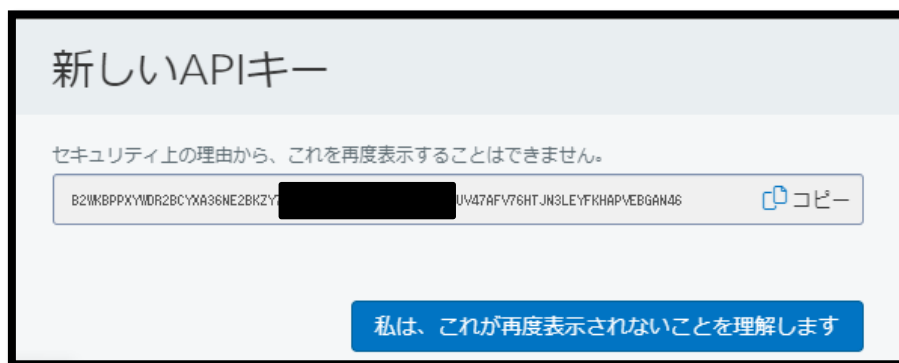 新しいAPIキー
セキュリティ上の理由から、これを再度表示することはできません。
B2WKBPPXYWDR2BCYXA36NE2BKZY UV47AFV76HTJN3LEYFKHAPVEBGAN46 コピー
私は、これが再度表示されないことを理解します